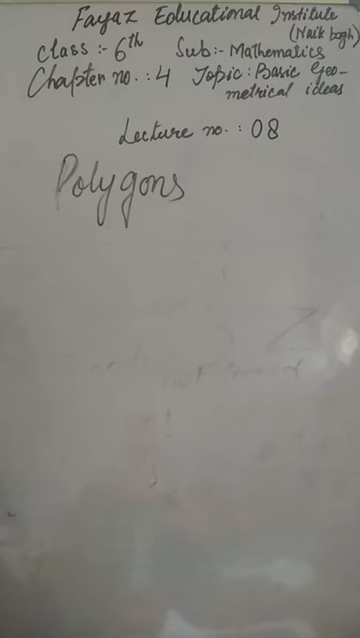 Fayaz Educational Institute
(Naik bagh)
Class :- 6th Sub:- Mathematics
Chapter no. : 4 Topic : Basic Geo-
metrical ideas
Lecture no. : 08
Polygons